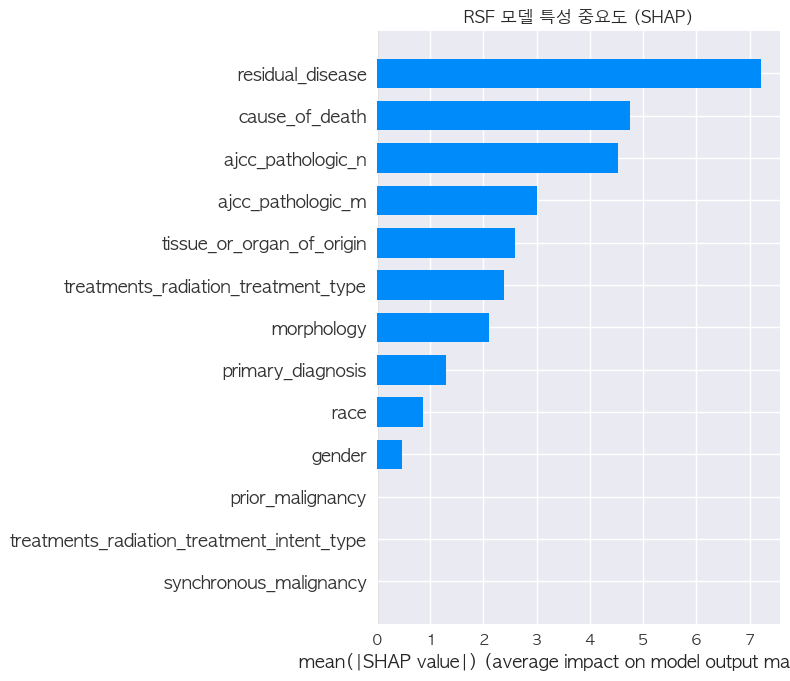 RSF 모델 특성 중요도 (SHAP)
residual_disease
cause_of_death
ajcc_pathologic_n
ajcc_pathologic_m
tissue_or_organ_of_origin
treatments_radiation_treatment_type
morphology
primary_diagnosis
race
gender
prior_malignancy
treatments_radiation_treatment_intent_type
synchronous_malignancy
0 1 2 3 4 5 6 7
mean(|SHAP value|) (average impact on model output ma